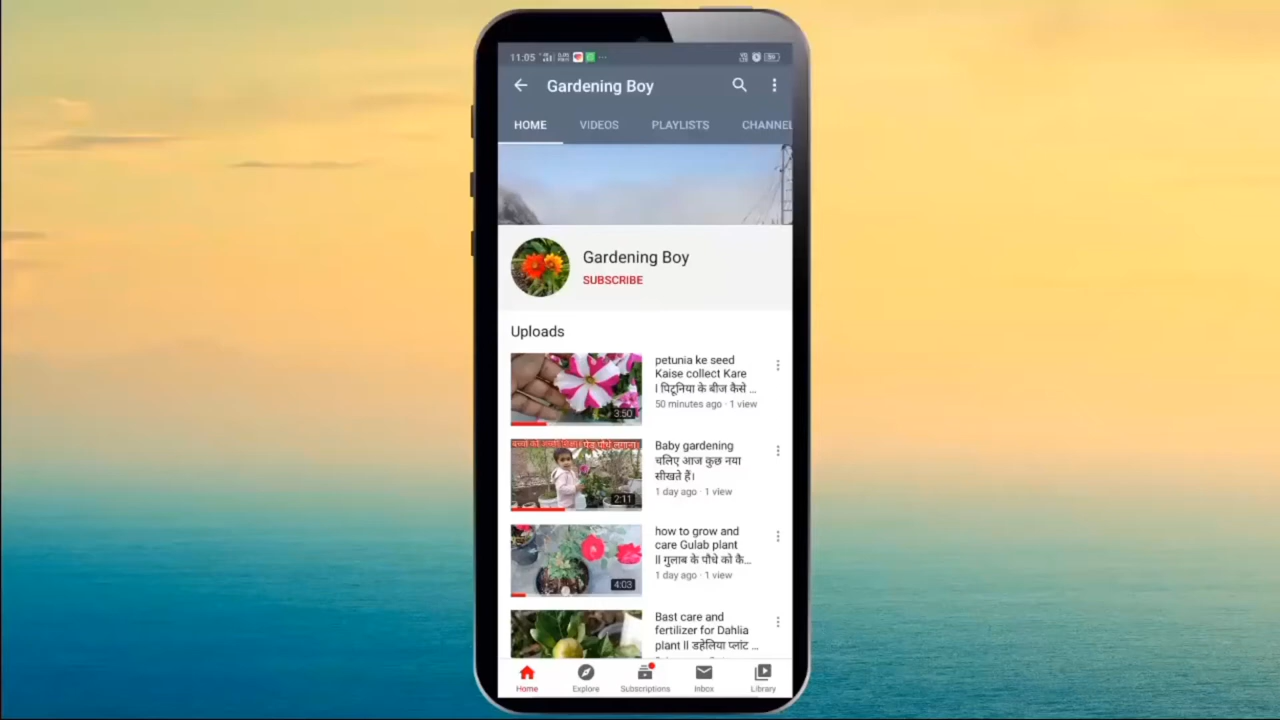 11:05
Gardening Boy
HOME VIDEOS PLAYLISTS CHANNEL
Gardening Boy
SUBSCRIBE
Uploads
petunia ke seed
Kaise collect Kare
I पिटूनिया के बीज कैसे ...
50 minutes ago · 1 view
3:50
Baby gardening
चलिए आज कुछ नया
सीखते हैं।
1 day ago · 1 view
2:11
how to grow and
care Gulab plant
II गुलाब के पौधे को कै...
1 day ago · 1 view
4:03
Bast care and
fertilizer for Dahlia
plant II डहेलिया प्लांट ...
Home Explore Subscriptions Inbox Library